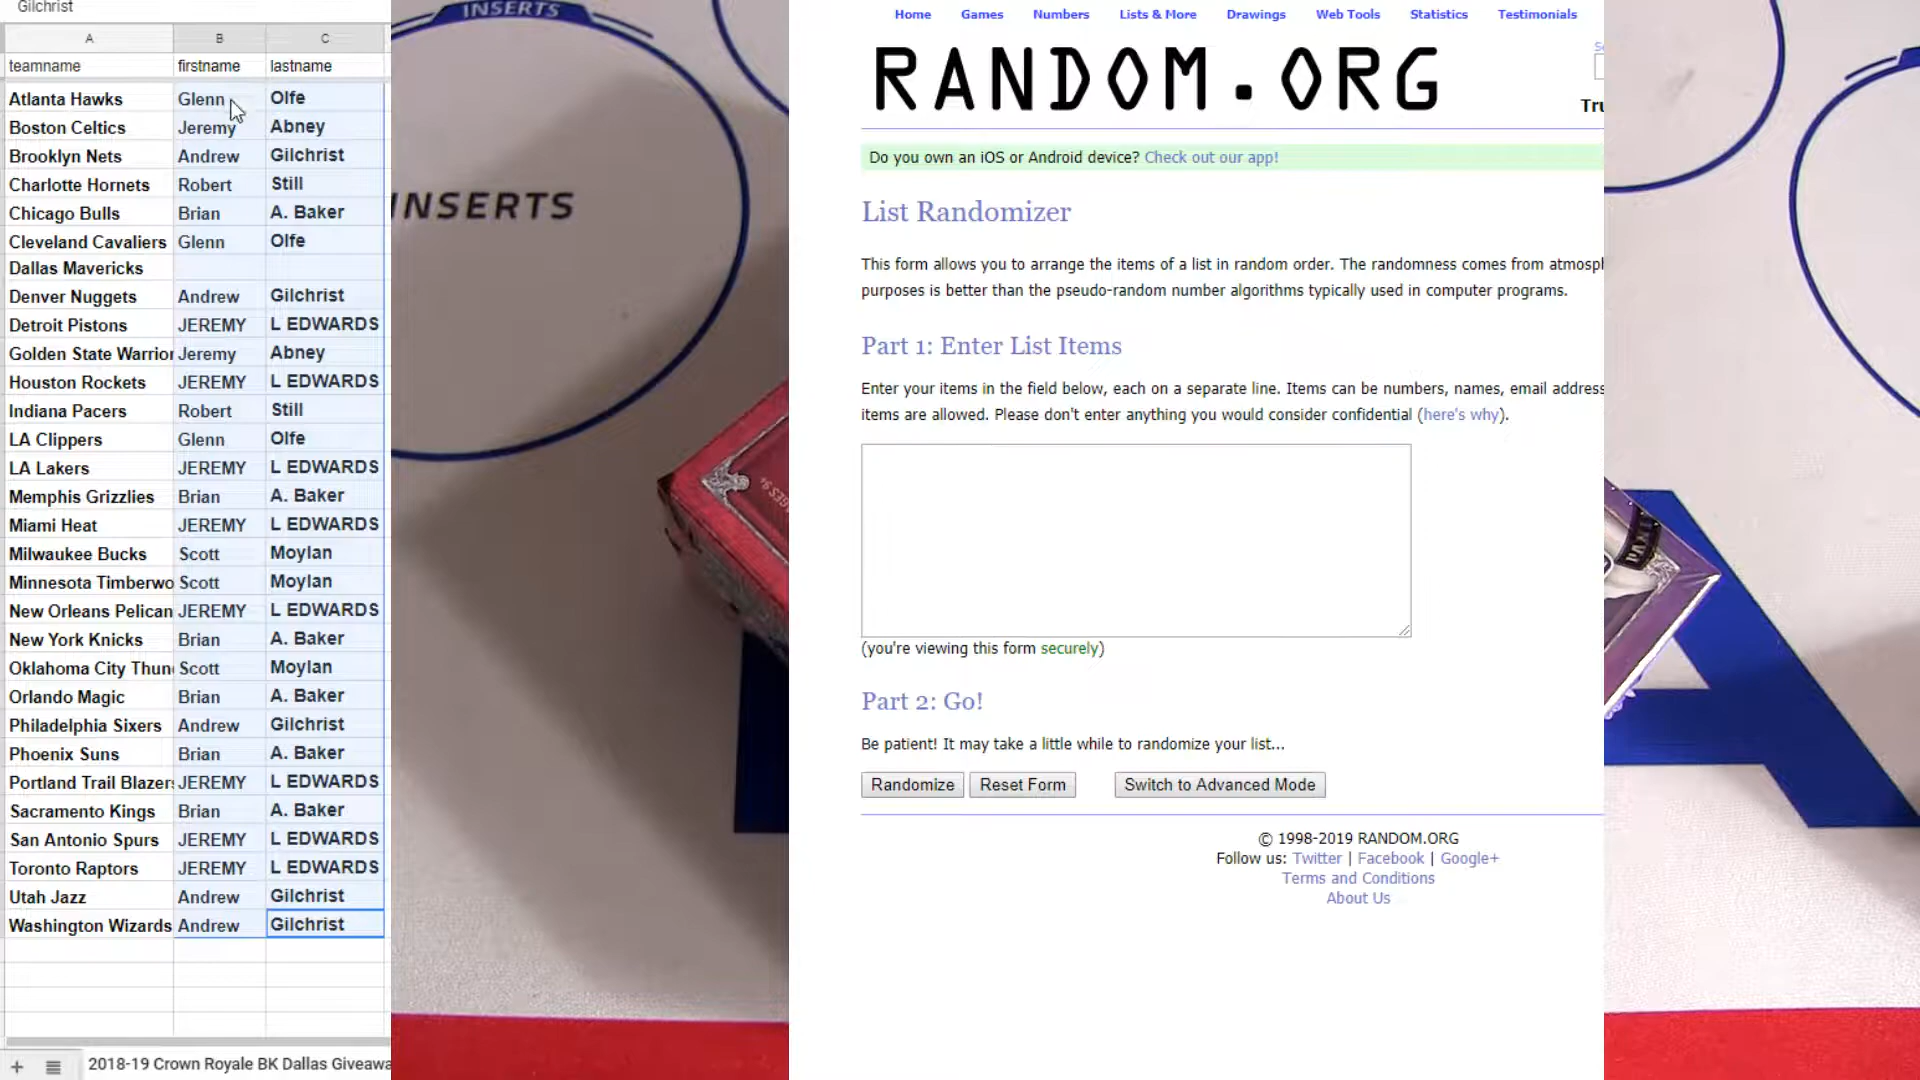 Gilchrist
A B C
teamname firstname lastname
Atlanta Hawks Glenn Olfe
Boston Celtics Jeremy Abney
Brooklyn Nets Andrew Gilchrist
Charlotte Hornets Robert Still
Chicago Bulls Brian A. Baker
Cleveland Cavaliers Glenn Olfe
Dallas Mavericks
Denver Nuggets Andrew Gilchrist
Detroit Pistons JEREMY L EDWARDS
Golden State Warrior Jeremy Abney
Houston Rockets JEREMY L EDWARDS
Indiana Pacers Robert Still
LA Clippers Glenn Olfe
LA Lakers JEREMY L EDWARDS
Memphis Grizzlies Brian A. Baker
Miami Heat JEREMY L EDWARDS
Milwaukee Bucks Scott Moylan
Minnesota Timberwo Scott Moylan
New Orleans Pelican JEREMY L EDWARDS
New York Knicks Brian A. Baker
Oklahoma City Thun Scott Moylan
Orlando Magic Brian A. Baker
Philadelphia Sixers Andrew Gilchrist
Phoenix Suns Brian A. Baker
Portland Trail Blazers JEREMY L EDWARDS
Sacramento Kings Brian A. Baker
San Antonio Spurs JEREMY L EDWARDS
Toronto Raptors JEREMY L EDWARDS
Utah Jazz Andrew Gilchrist
Washington Wizards Andrew Gilchrist
2018-19 Crown Royale BK Dallas Giveawa
INSERTS
INSERTS
Home Games Numbers Lists & More Drawings Web Tools Statistics Testimonials
RANDOM.ORG
Tru
Do you own an iOS or Android device? Check out our app!
List Randomizer
This form allows you to arrange the items of a list in random order. The randomness comes from atmosph
purposes is better than the pseudo-random number algorithms typically used in computer programs.
Part 1: Enter List Items
Enter your items in the field below, each on a separate line. Items can be numbers, names, email address
items are allowed. Please don't enter anything you would consider confidential (here's why).
(you're viewing this form securely)
Part 2: Go!
Be patient! It may take a little while to randomize your list...
Randomize Reset Form Switch to Advanced Mode
© 1998-2019 RANDOM.ORG
Follow us: Twitter | Facebook | Google+
Terms and Conditions
About Us